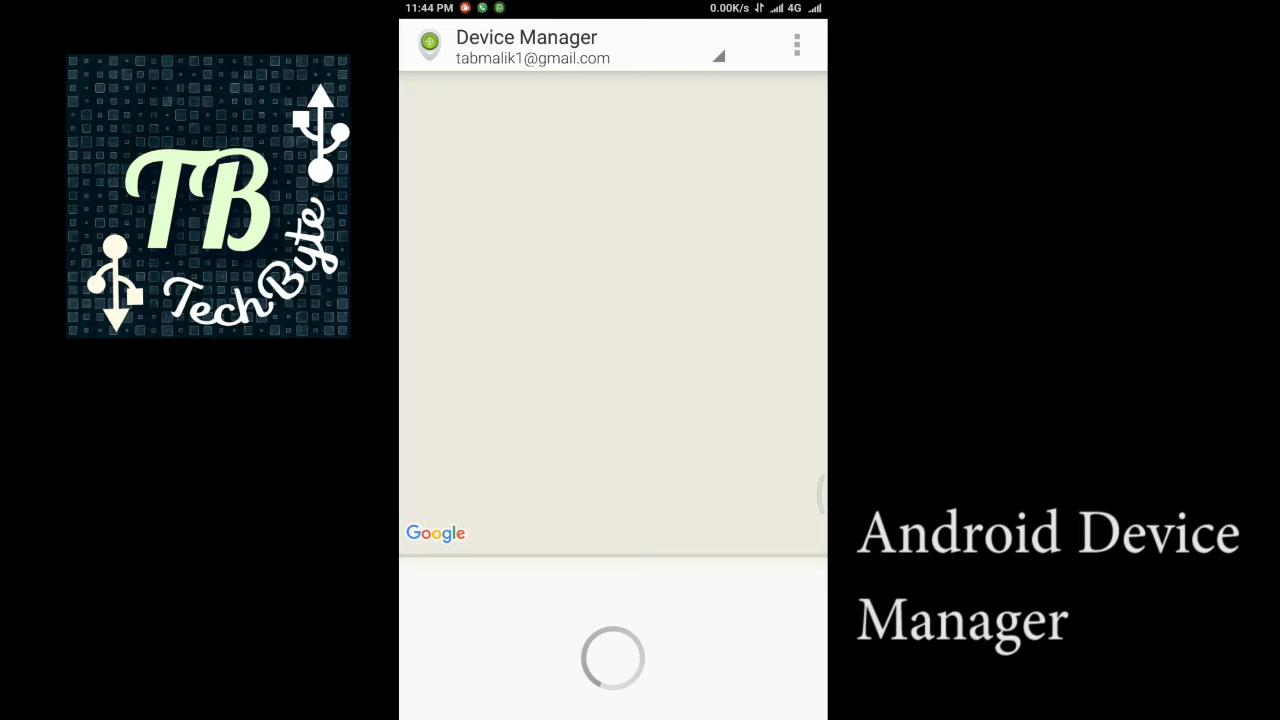 11:44 PM
0.00K/s
4G
Device Manager
tabmalik1@gmail.com
TB
TechByte
Google
Android Device
Manager